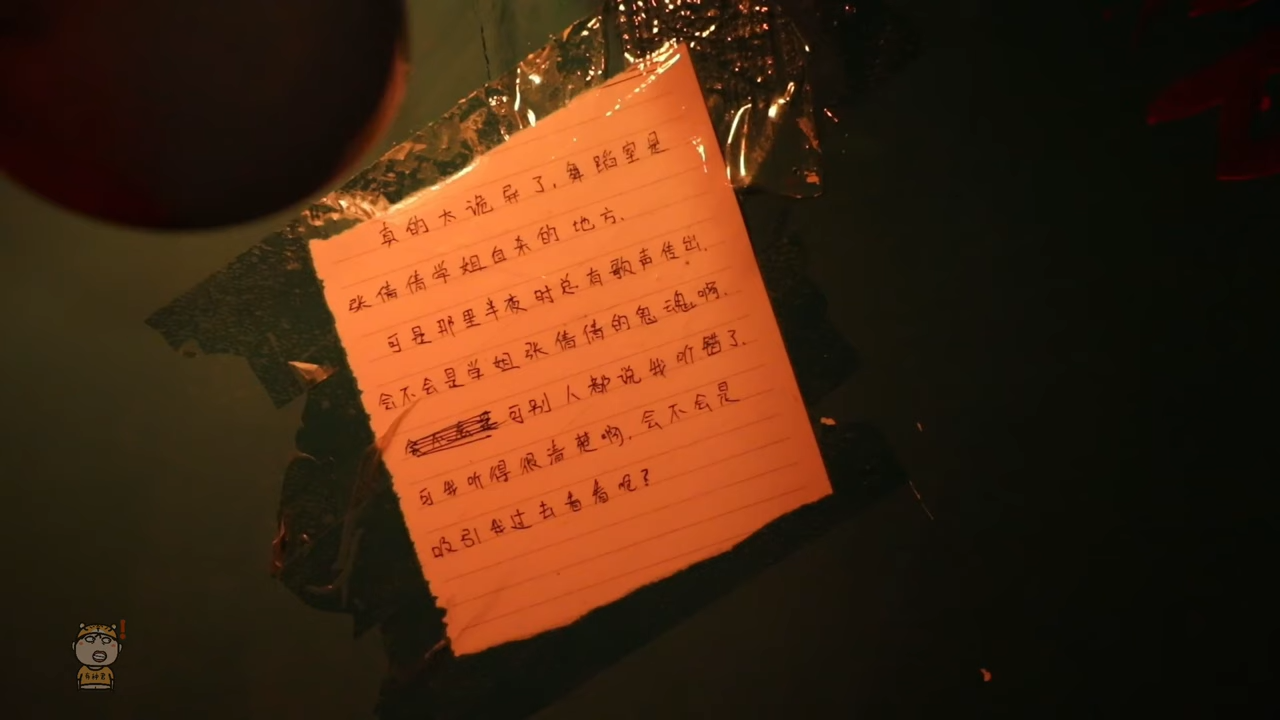 真的太诡异了，舞蹈室是
张倩倩学姐自杀的地方，
可是那里半夜时总有歌声传出，
会不会是学姐张倩倩的鬼魂啊，
可别人都说我听错了，
可我听得很清楚啊，会不会是
吸引我过去看看呢？